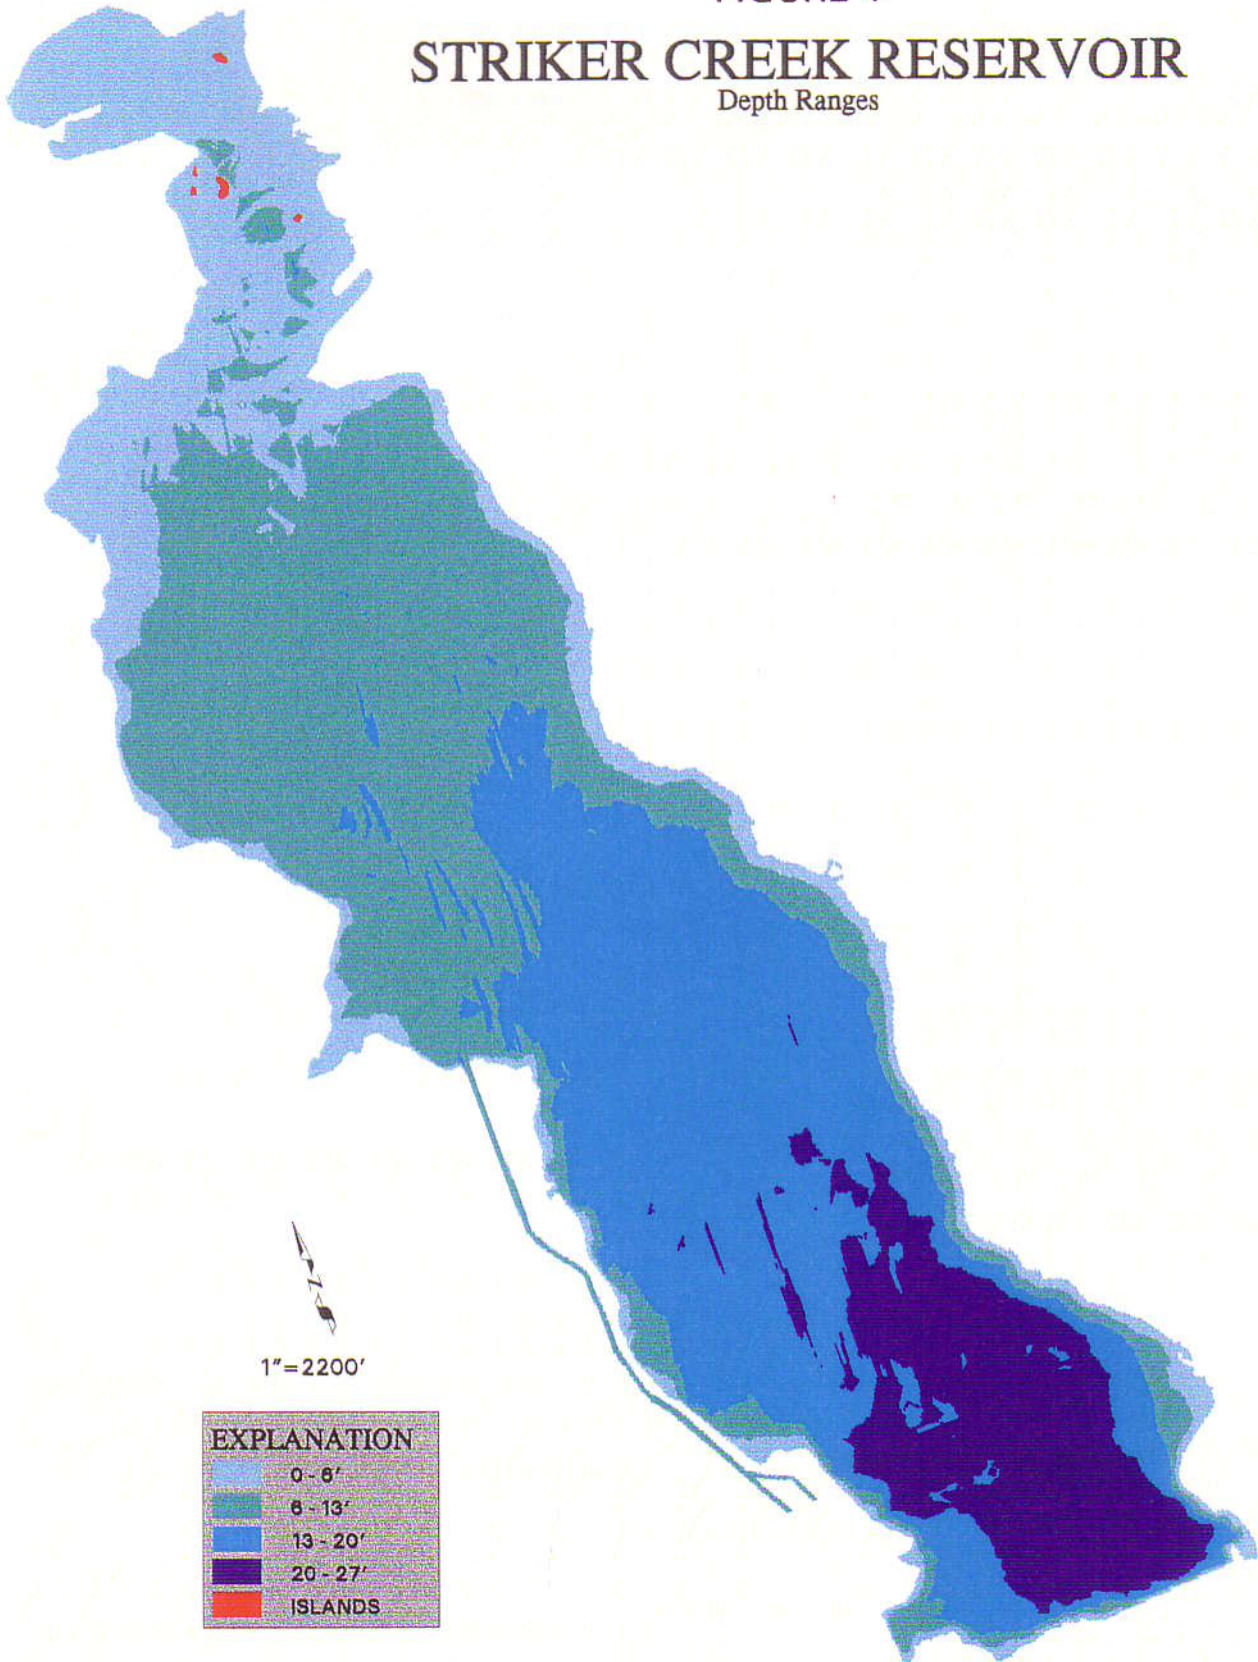 STRIKER CREEK RESERVOIR
Depth Ranges
N
1"=2200'
EXPLANATION
0 - 6'
6 - 13'
13 - 20'
20 - 27'
ISLANDS